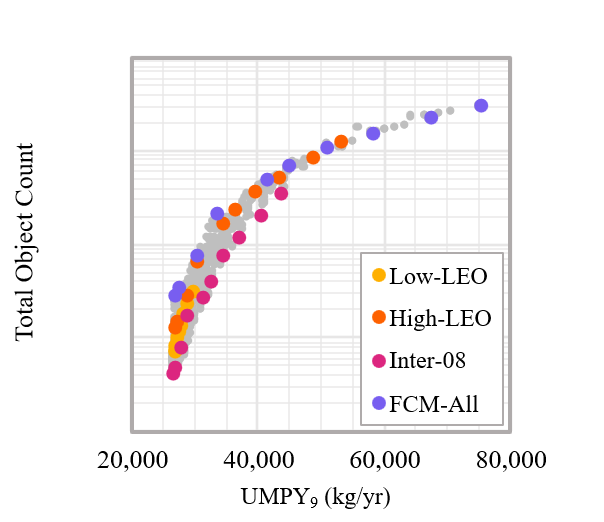 Total Object Count
Low-LEO
High-LEO
Inter-08
FCM-All
20,000 40,000 60,000 80,000
UMPY₉ (kg/yr)